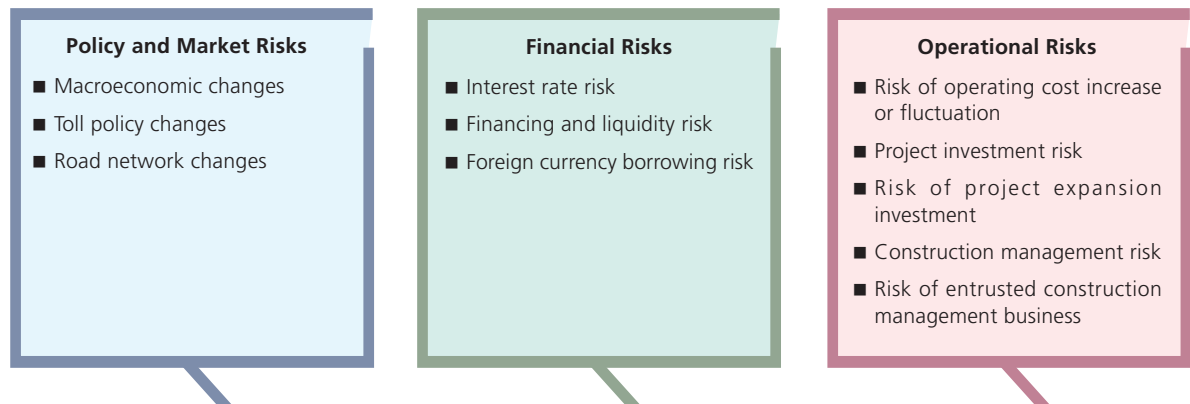 Policy and Market Risks
■ Macroeconomic changes
■ Toll policy changes
■ Road network changes
Financial Risks
■ Interest rate risk
■ Financing and liquidity risk
■ Foreign currency borrowing risk
Operational Risks
■ Risk of operating cost increase
or fluctuation
■ Project investment risk
■ Risk of project expansion
investment
■ Construction management risk
■ Risk of entrusted construction
management business